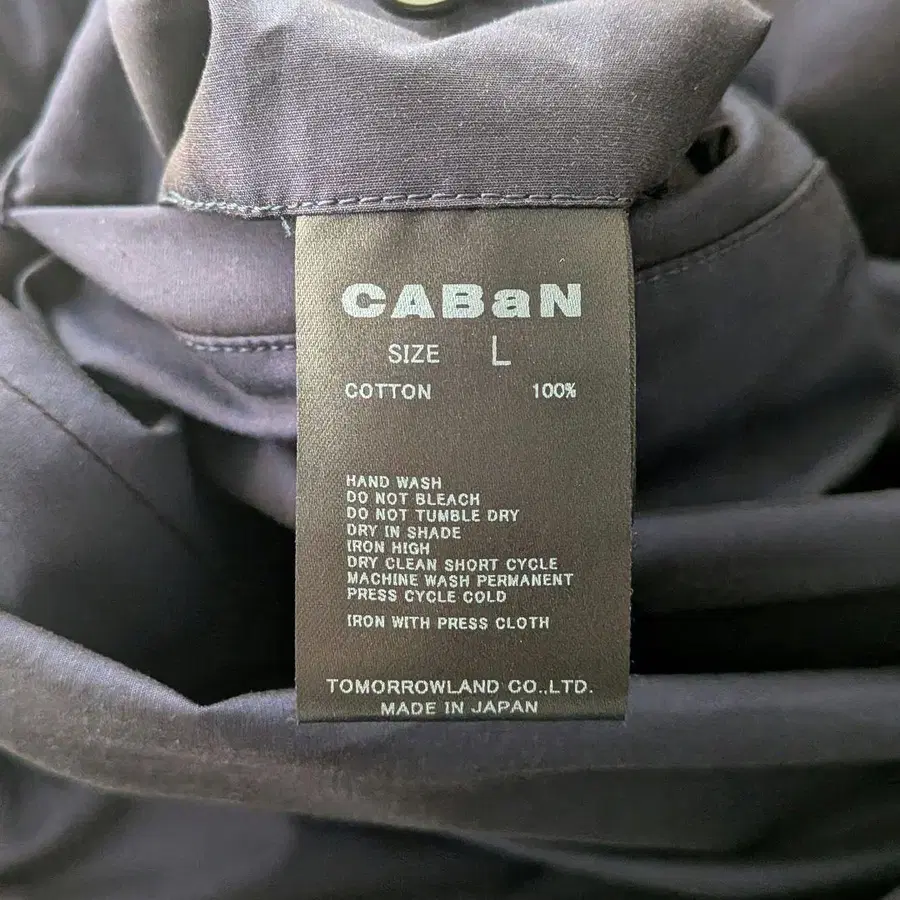 CABaN
SIZE L
COTTON 100%
HAND WASH
DO NOT BLEACH
DO NOT TUMBLE DRY
DRY IN SHADE
IRON HIGH
DRY CLEAN SHORT CYCLE
MACHINE WASH PERMANENT
PRESS CYCLE COLD
IRON WITH PRESS CLOTH
TOMORROWLAND CO.,LTD.
MADE IN JAPAN